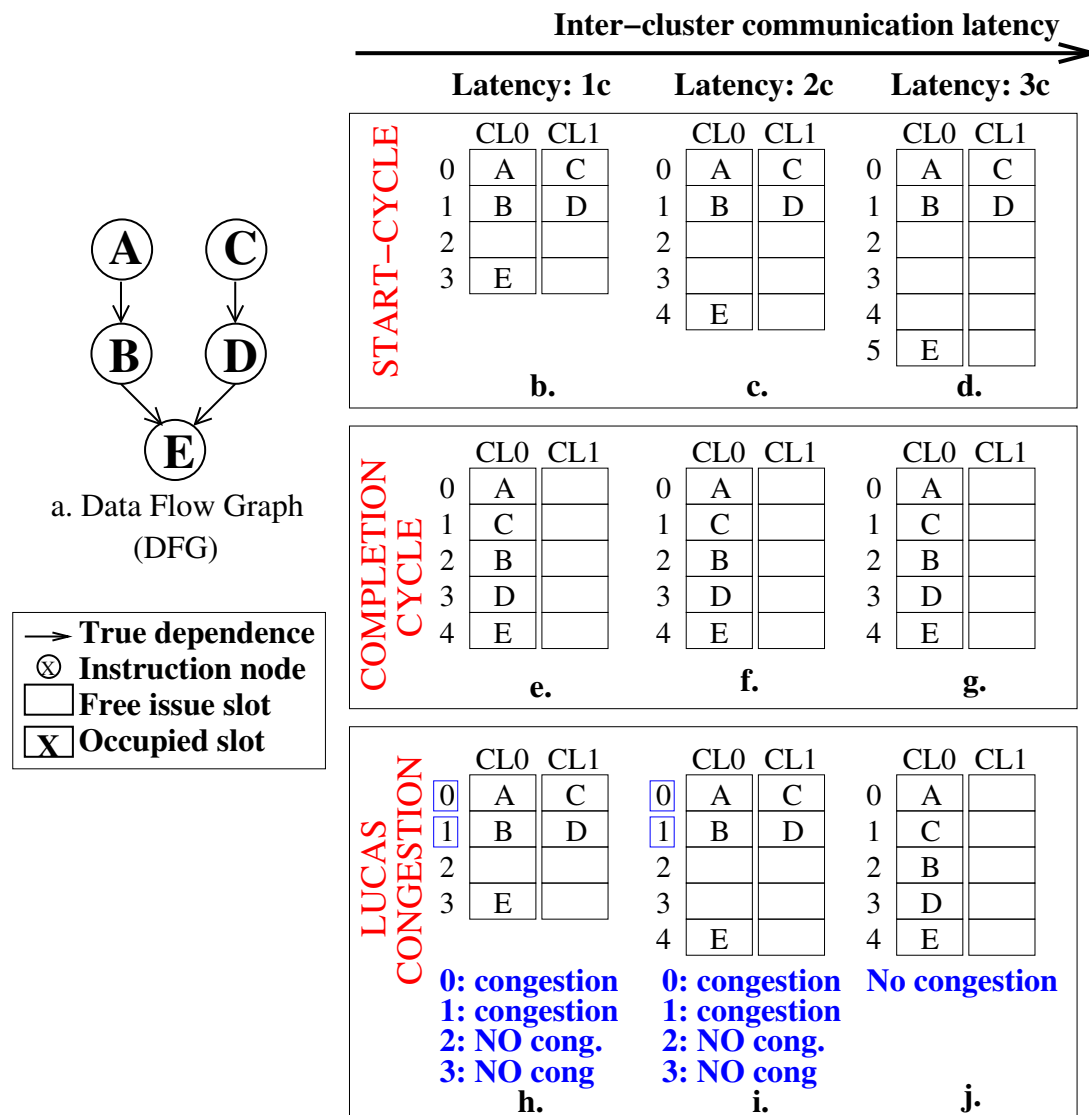 Inter-cluster communication latency
Latency: 1c Latency: 2c Latency: 3c
START-CYCLE
CL0 CL1 CL0 CL1 CL0 CL1
0 A C 0 A C 0 A C
1 B D 1 B D 1 B D
2 2 2
3 E 3 3
4 E 4
5 E
b. c. d.
A C
B D
E
a. Data Flow Graph
(DFG)
COMPLETION
CYCLE
CL0 CL1 CL0 CL1 CL0 CL1
0 A 0 A 0 A
1 C 1 C 1 C
2 B 2 B 2 B
3 D 3 D 3 D
4 E 4 E 4 E
e. f. g.
True dependence
X Instruction node
Free issue slot
X Occupied slot
LUCAS
CONGESTION
CL0 CL1 CL0 CL1 CL0 CL1
0 A C 0 A C 0 A
1 B D 1 B D 1 C
2 2 2 B
3 E 3 3 D
4 E 4 E
0: congestion 0: congestion No congestion
1: congestion 1: congestion
2: NO cong. 2: NO cong.
3: NO cong 3: NO cong
h. i. j.